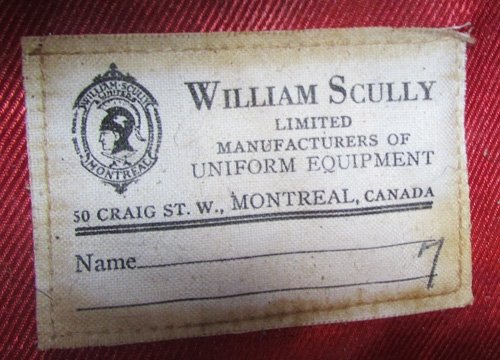 WILLIAM SCULLY
LIMITED
MONTREAL
WILLIAM SCULLY
LIMITED
MANUFACTURERS OF
UNIFORM EQUIPMENT
50 CRAIG ST. W., MONTREAL, CANADA
Name
7